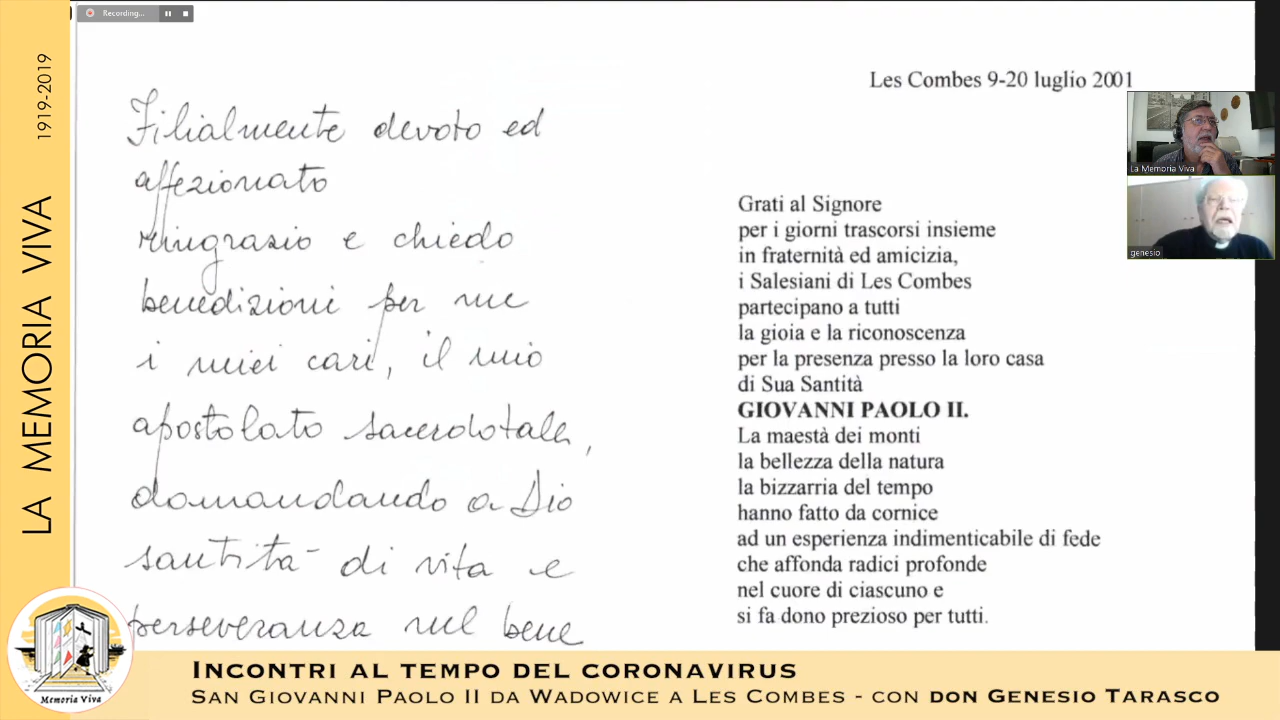 Recording...
LA MEMORIA VIVA 1919-2019
Filialmente devoto ed
affezionato
ringrazio e chiedo
benedizioni per me
i miei cari, il mio
apostolato sacerdotale,
domandando a Dio
santità di vita e
perseveranza nel bene
Les Combes 9-20 luglio 2001
Grati al Signore
per i giorni trascorsi insieme
in fraternità ed amicizia,
i Salesiani di Les Combes
partecipano a tutti
la gioia e la riconoscenza
per la presenza presso la loro casa
di Sua Santità
GIOVANNI PAOLO II.
La maestà dei monti
la bellezza della natura
la bizzarria del tempo
hanno fatto da cornice
ad un esperienza indimenticabile di fede
che affonda radici profonde
nel cuore di ciascuno e
si fa dono prezioso per tutti.
La Memoria Viva
genesio
Memoria Viva
INCONTRI AL TEMPO DEL CORONAVIRUS
SAN GIOVANNI PAOLO II DA WADOWICE A LES COMBES - CON DON GENESIO TARASCO